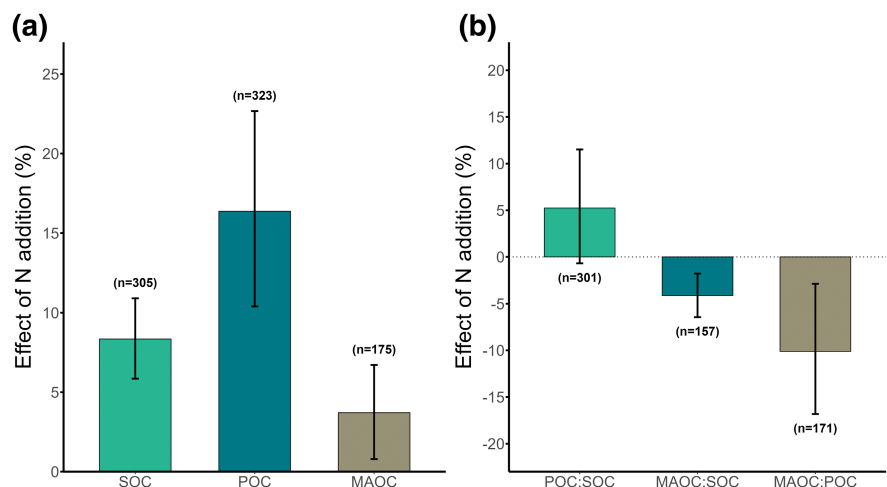 (a)
Effect of N addition (%)
25
20
15
10
5
0
(n=305)
(n=323)
(n=175)
SOC
POC
MAOC
(b)
Effect of N addition (%)
20
15
10
5
0
-5
-10
-15
-20
(n=301)
(n=157)
(n=171)
POC:SOC
MAOC:SOC
MAOC:POC